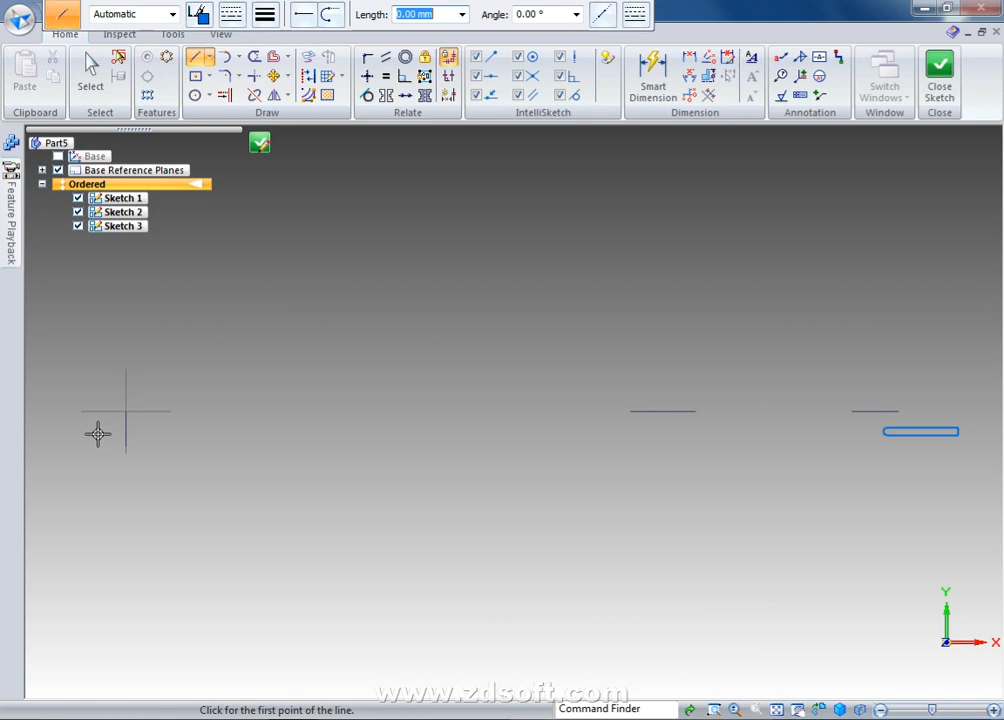 Automatic
Length: 0.00 mm
Angle: 0.00 °
Home Inspect Tools View
Paste
Select
Smart Dimension
Switch Windows
Close Sketch
Clipboard Select Features Draw Relate IntelliSketch Dimension Annotation Window Close
Part5
Base
Base Reference Planes
Ordered
Sketch 1
Sketch 2
Sketch 3
Feature Playback
Y
X
www.zdsoft.com
Click for the first point of the line.
Command Finder